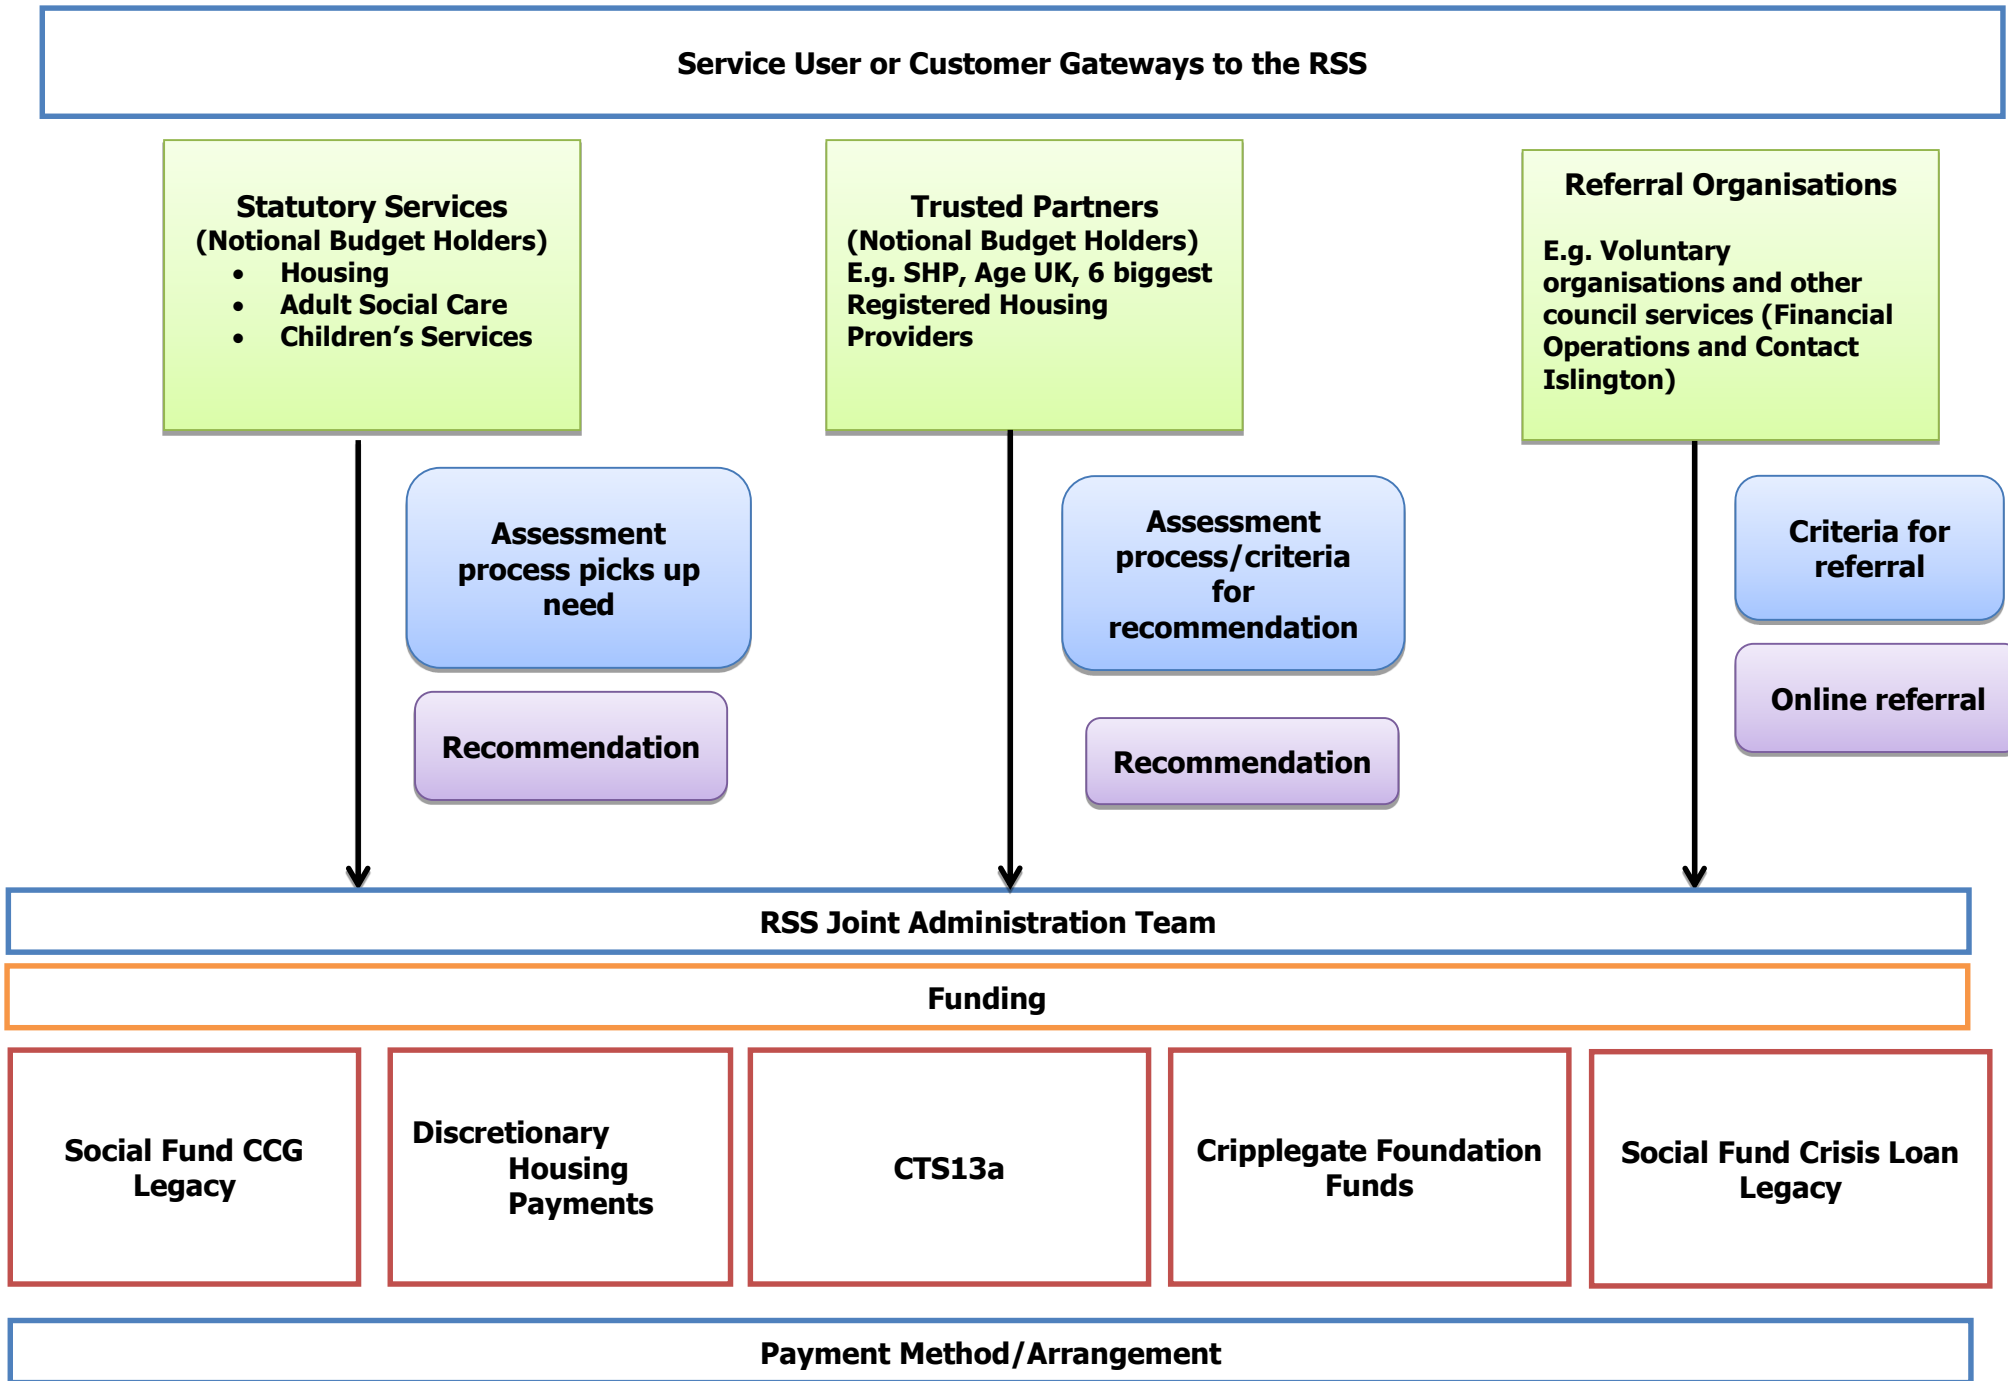 Service User or Customer Gateways to the RSS
Statutory Services
(Notional Budget Holders)
• Housing
• Adult Social Care
• Children’s Services
Trusted Partners
(Notional Budget Holders)
E.g. SHP, Age UK, 6 biggest
Registered Housing
Providers
Referral Organisations
E.g. Voluntary
organisations and other
council services (Financial
Operations and Contact
Islington)
Assessment
process picks up
need
Assessment
process/criteria
for
recommendation
Criteria for
referral
Recommendation
Recommendation
Online referral
RSS Joint Administration Team
Funding
Social Fund CCG
Legacy
Discretionary
Housing
Payments
CTS13a
Cripplegate Foundation
Funds
Social Fund Crisis Loan
Legacy
Payment Method/Arrangement